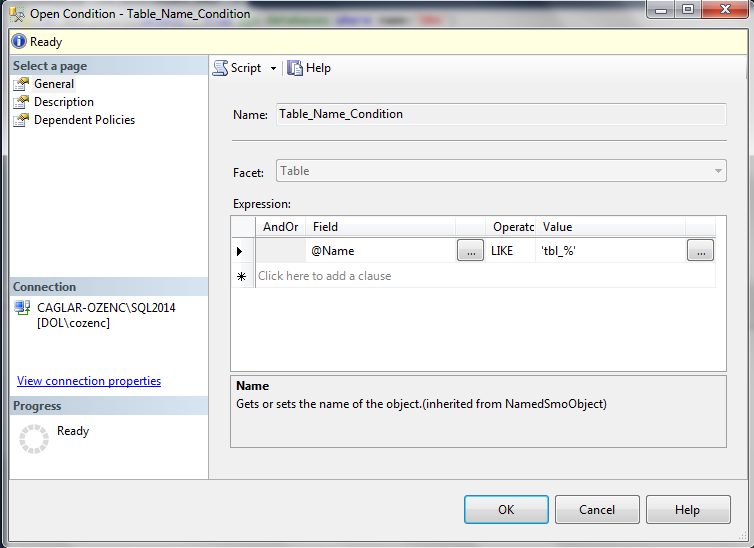 Open Condition - Table_Name_Condition
Ready
Select a page
General
Description
Dependent Policies
Script
Help
Name:
Table_Name_Condition
Facet:
Table
Expression:
AndOr Field Operatc Value
@Name ... LIKE 'tbl_%' ...
Click here to add a clause
Connection
CAGLAR-OZENC\SQL2014
[DOL\cozenc]
View connection properties
Name
Gets or sets the name of the object.(inherited from NamedSmoObject)
Progress
Ready
OK
Cancel
Help